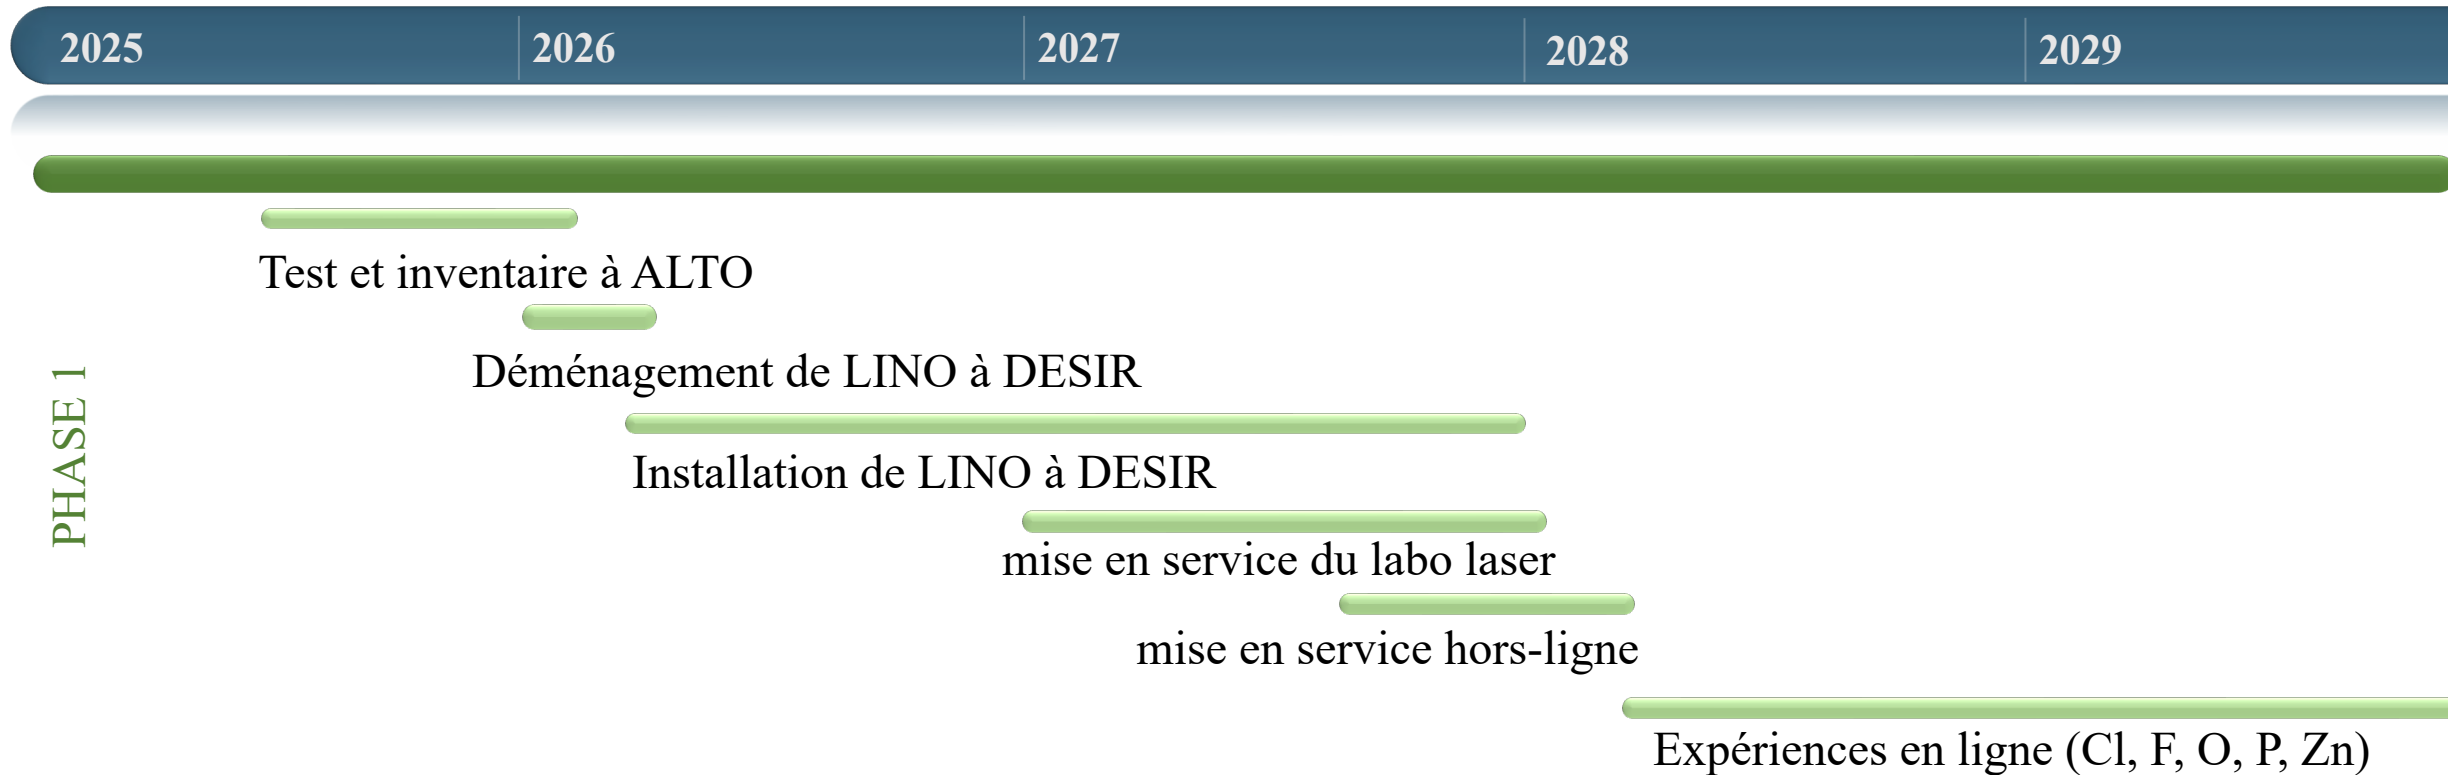 2025 2026 2027 2028 2029
Test et inventaire à ALTO
Déménagement de LINO à DESIR
PHASE 1
Installation de LINO à DESIR
mise en service du labo laser
mise en service hors-ligne
Expériences en ligne (Cl, F, O, P, Zn)